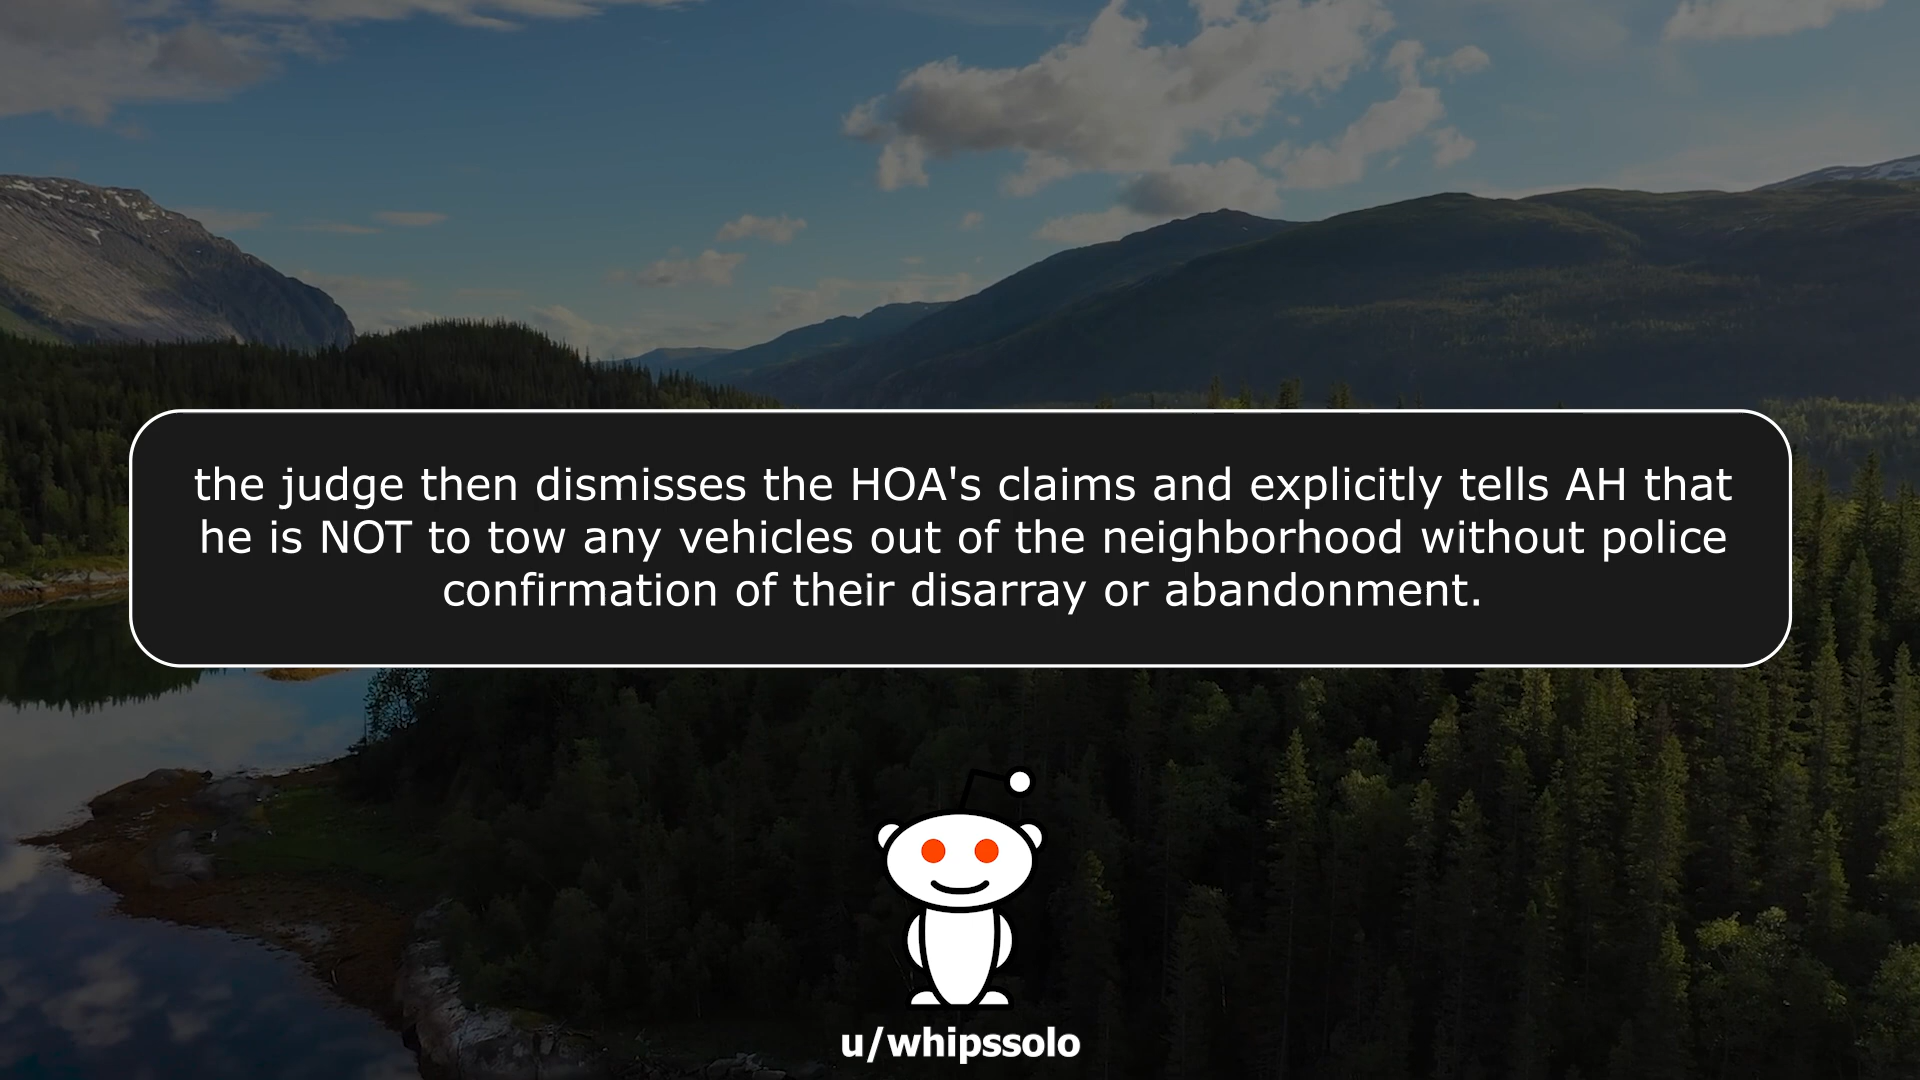 the judge then dismisses the HOA's claims and explicitly tells AH that
he is NOT to tow any vehicles out of the neighborhood without police
confirmation of their disarray or abandonment.
u/whipssolo